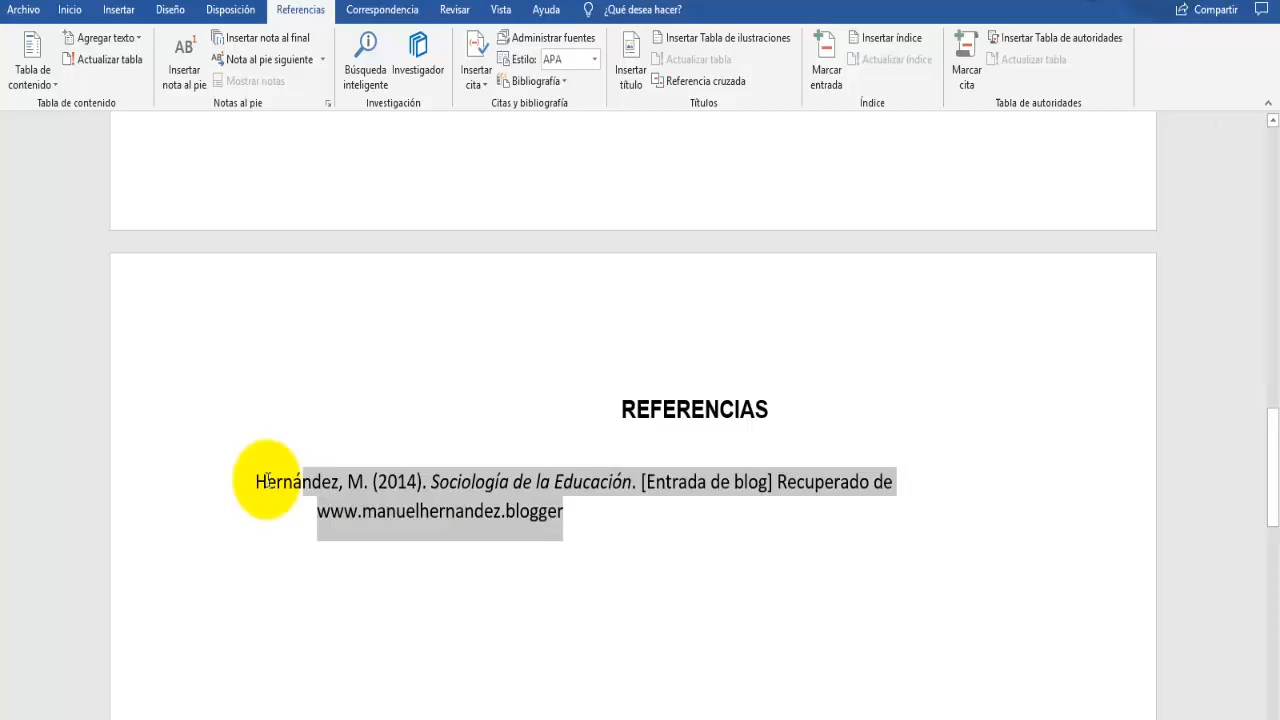 Archivo Inicio Insertar Diseño Disposición Referencias Correspondencia Revisar Vista Ayuda ¿Qué desea hacer? Compartir
Tabla de contenido
Agregar texto
Actualizar tabla
Tabla de contenido
AB1
Insertar nota al pie
Insertar nota al final
Nota al pie siguiente
Mostrar notas
Notas al pie
Búsqueda inteligente
Investigador
Investigación
Insertar cita
Administrar fuentes
Estilo: APA
Bibliografía
Citas y bibliografía
Insertar título
Insertar Tabla de ilustraciones
Actualizar tabla
Referencia cruzada
Títulos
Marcar entrada
Insertar índice
Actualizar índice
Índice
Marcar cita
Insertar Tabla de autoridades
Actualizar tabla
Tabla de autoridades
REFERENCIAS
Hernández, M. (2014). Sociología de la Educación. [Entrada de blog] Recuperado de
www.manuelhernandez.blogger